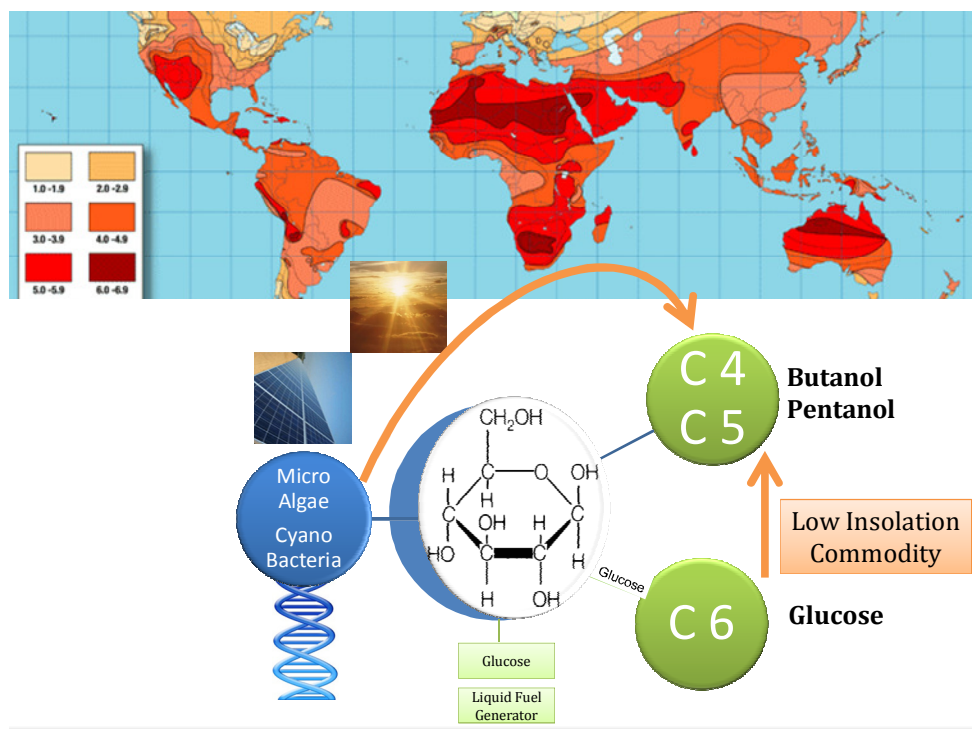 1.0 -1.9 2.0 -2.9
3.0 -3.9 4.0 -4.9
5.0 -5.9 6.0 -6.9
C 4
C 5
Butanol
Pentanol
CH2OH
H
C
O
OH
H
H
C
OH
H
C
HO
C
C
H
H
OH
Micro
Algae
Cyano
Bacteria
Low Insolation
Commodity
Glucose
C 6
Glucose
Glucose
Liquid Fuel
Generator